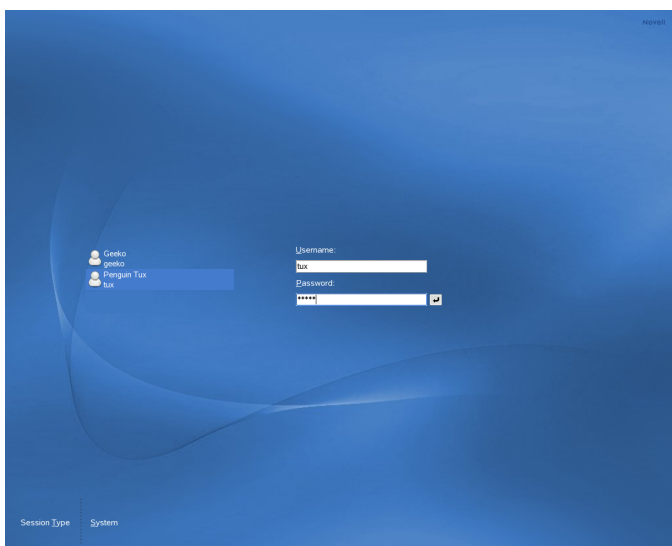 Geeko
geeko
Penguin Tux
tux
Username:
tux
Password:
*****
Session Type
System